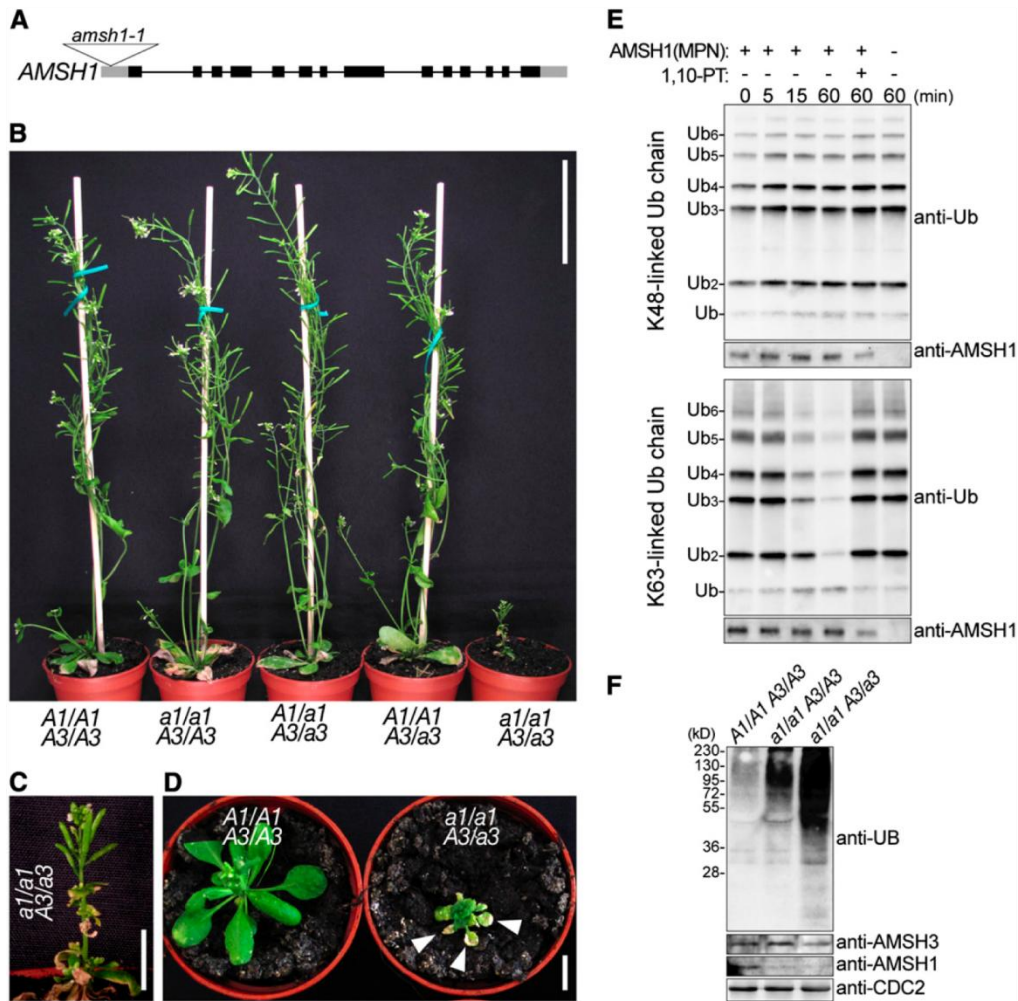 A
amsh1-1
AMSH1
B
A1/A1 a1/a1 A1/a1 A1/A1 a1/a1
A3/A3 A3/A3 A3/a3 A3/a3 A3/a3
C
a1/a1
A3/a3
D
A1/A1 a1/a1
A3/A3 A3/a3
E
AMSH1(MPN): + + + + + -
1,10-PT: - - - - + -
0 5 15 60 60 60 (min)
K48-linked Ub chain
Ub6-
Ub5-
Ub4-
Ub3-
Ub2-
Ub-
anti-Ub
anti-AMSH1
K63-linked Ub chain
Ub6-
Ub5-
Ub4-
Ub3-
Ub2-
Ub-
anti-Ub
anti-AMSH1
F
A1/A1 A3/A3
a1/a1 A3/A3
a1/a1 A3/a3
(kD)
230-
130-
95-
72-
55-
36-
28-
anti-UB
anti-AMSH3
anti-AMSH1
anti-CDC2